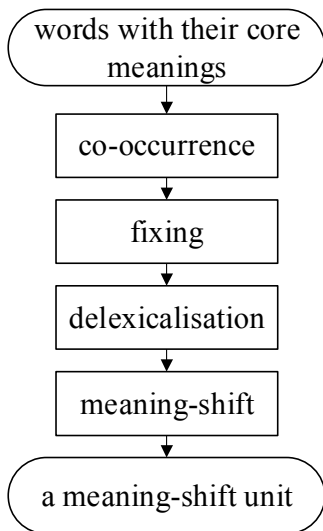 words with their core
meanings
co-occurrence
fixing
delexicalisation
meaning-shift
a meaning-shift unit